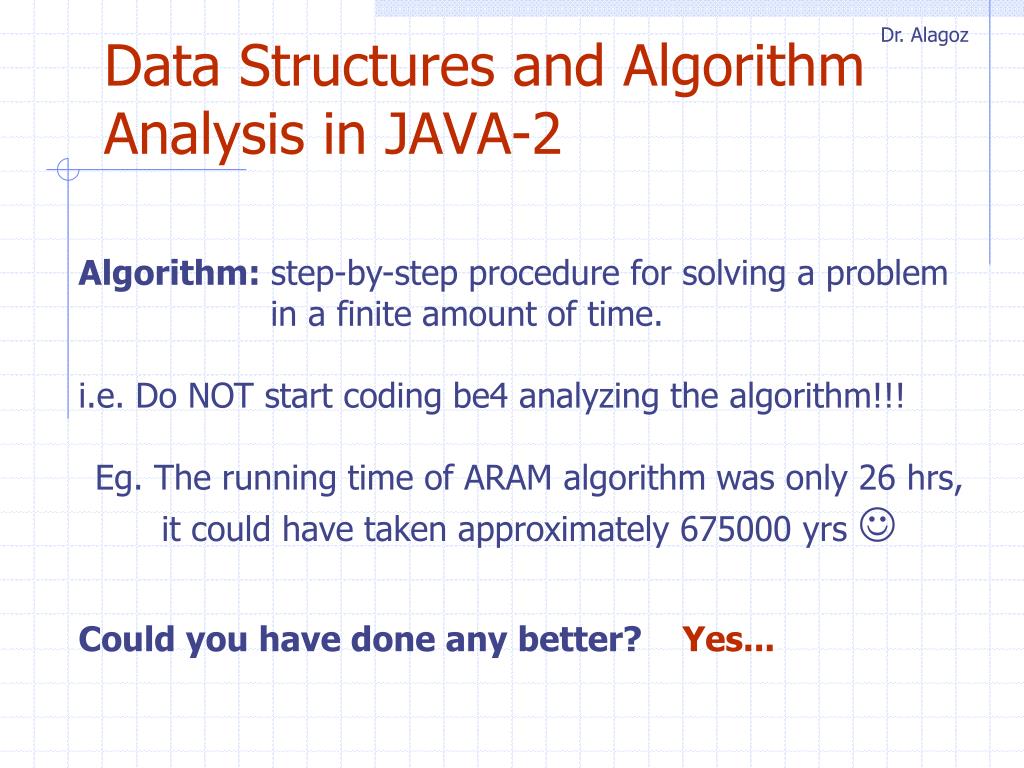 Dr. Alagoz
Data Structures and Algorithm
Analysis in JAVA-2
Algorithm: step-by-step procedure for solving a problem
in a finite amount of time.
i.e. Do NOT start coding be4 analyzing the algorithm!!!
Eg. The running time of ARAM algorithm was only 26 hrs,
it could have taken approximately 675000 yrs ☺
Could you have done any better? Yes...